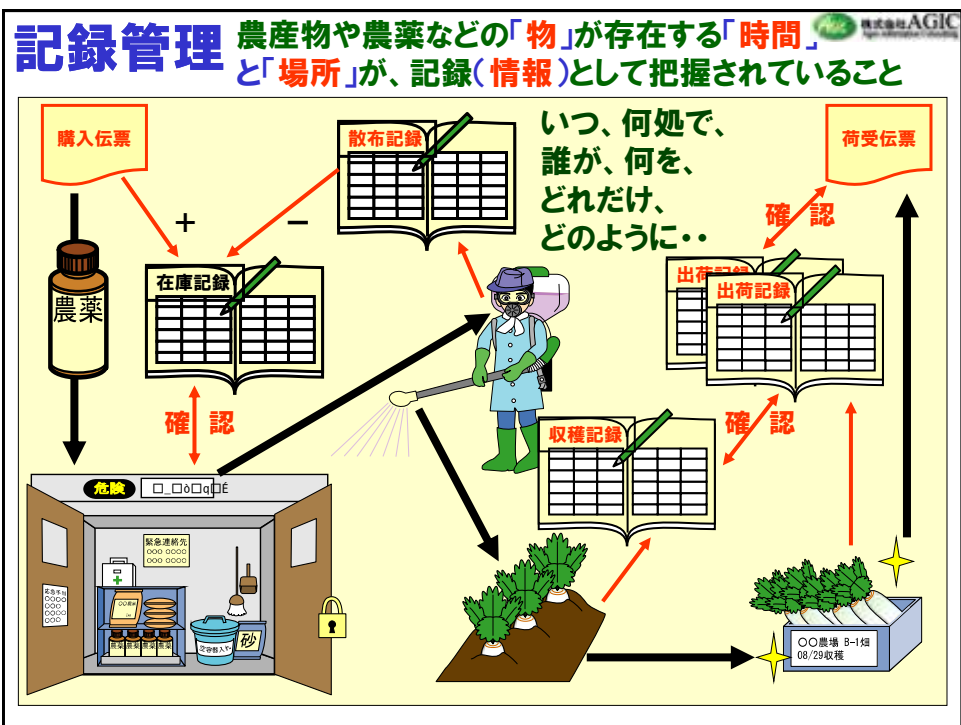 記録管理
農産物や農薬などの「物」が存在する「時間」
と「場所」が、記録(情報)として把握されていること
株式会社AGIC
購入伝票
散布記録
いつ、何処で、
誰が、何を、
どれだけ、
どのように・・
荷受伝票
確 認
+
−
在庫記録
農薬
出荷記録
出荷記録
確 認
収穫記録
確 認
危険
□_□ò□q□É
緊急連絡先
○○○ ○○○○
○○○ ○○○○
農薬
農薬
農薬
農薬
砂
○○農場 B-1畑
08/29収穫